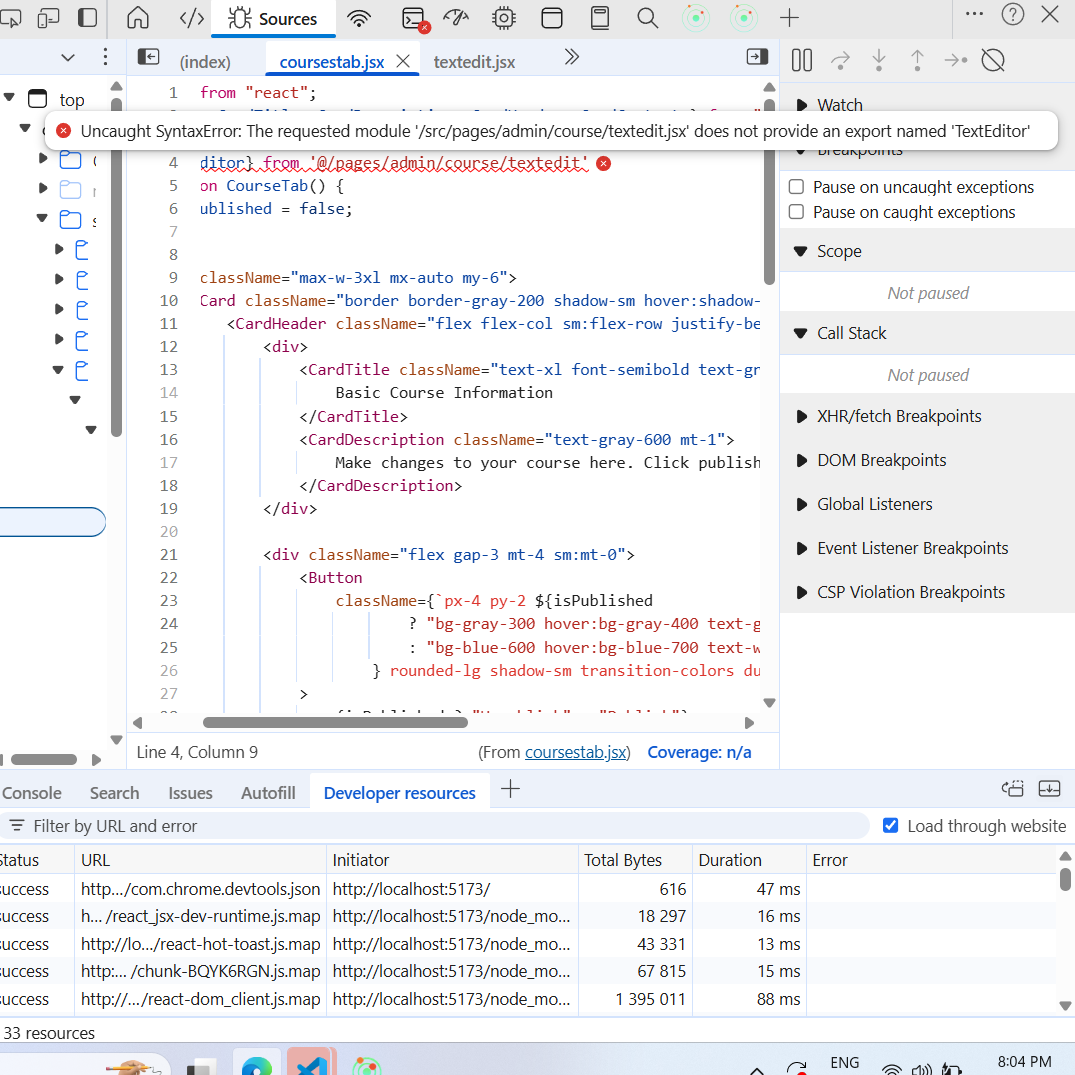 Sources
(index)
coursestab.jsx
textedit.jsx
top
Watch
Uncaught SyntaxError: The requested module '/src/pages/admin/course/textedit.jsx' does not provide an export named 'TextEditor'
Breakpoints
Pause on uncaught exceptions
Pause on caught exceptions
Scope
Not paused
Call Stack
Not paused
XHR/fetch Breakpoints
DOM Breakpoints
Global Listeners
Event Listener Breakpoints
CSP Violation Breakpoints
1 from "react";
4 ditor} from '@/pages/admin/course/textedit'
5 on CourseTab() {
6 ublished = false;
7
8
9 className="max-w-3xl mx-auto my-6">
10 Card className="border border-gray-200 shadow-sm hover:shadow-
11 <CardHeader className="flex flex-col sm:flex-row justify-be
12 <div>
13 <CardTitle className="text-xl font-semibold text-gr
14 Basic Course Information
15 </CardTitle>
16 <CardDescription className="text-gray-600 mt-1">
17 Make changes to your course here. Click publish
18 </CardDescription>
19 </div>
20
21 <div className="flex gap-3 mt-4 sm:mt-0">
22 <Button
23 className={`px-4 py-2 ${isPublished
24 ? "bg-gray-300 hover:bg-gray-400 text-g
25 : "bg-blue-600 hover:bg-blue-700 text-w
26 } rounded-lg shadow-sm transition-colors du
27 >
Line 4, Column 9
(From coursestab.jsx)
Coverage: n/a
Console
Search
Issues
Autofill
Developer resources
Filter by URL and error
Load through website
Status URL Initiator Total Bytes Duration Error
success http…/com.chrome.devtools.json http://localhost:5173/ 616 47 ms
success h… /react_jsx-dev-runtime.js.map http://localhost:5173/node_mo... 18 297 16 ms
success http://lo…/react-hot-toast.js.map http://localhost:5173/node_mo... 43 331 13 ms
success http:… /chunk-BQYK6RGN.js.map http://localhost:5173/node_mo... 67 815 15 ms
success http://…/react-dom_client.js.map http://localhost:5173/node_mo... 1 395 011 88 ms
33 resources
ENG
8:04 PM